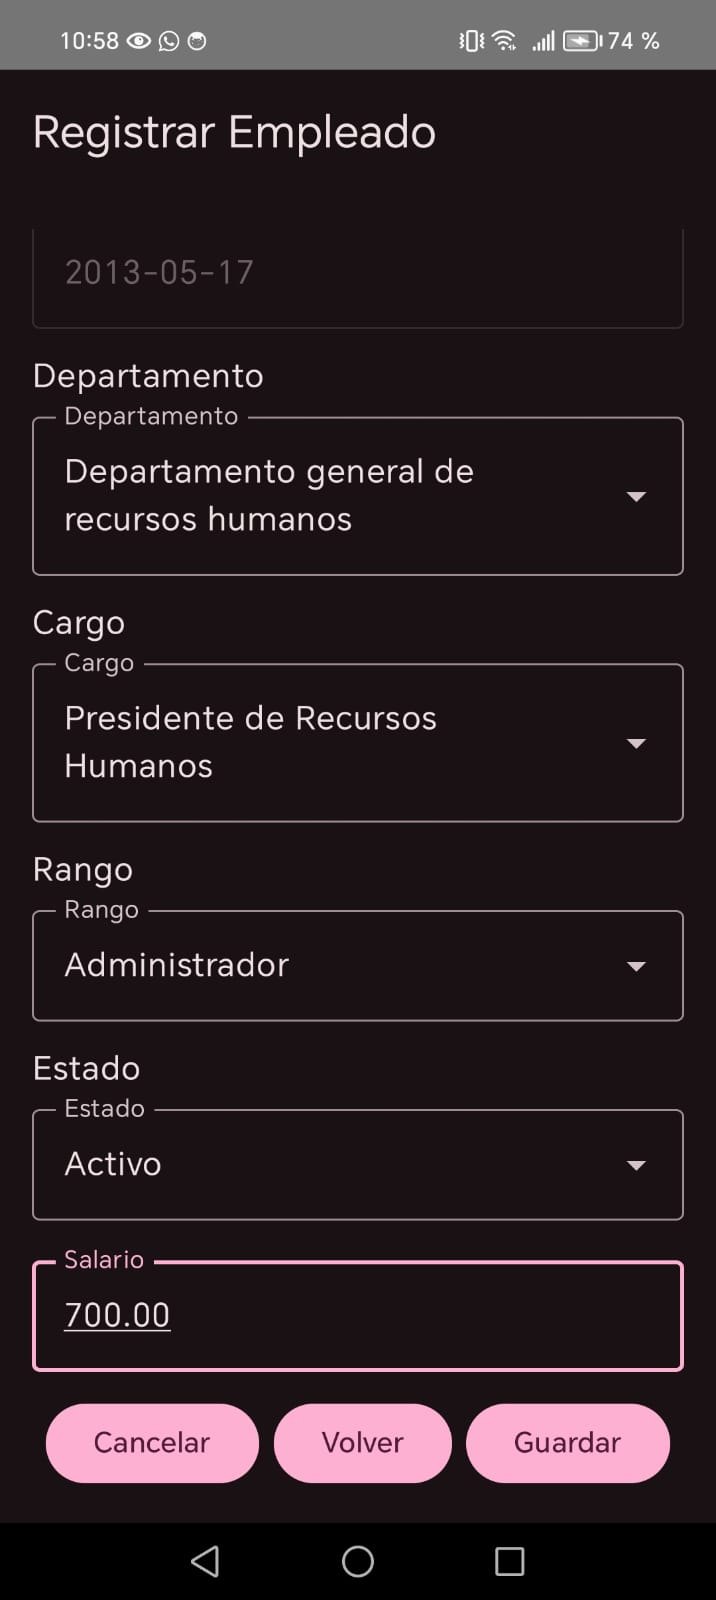 10:58
74 %
Registrar Empleado
2013-05-17
Departamento
Departamento
Departamento general de
recursos humanos
Cargo
Cargo
Presidente de Recursos
Humanos
Rango
Rango
Administrador
Estado
Estado
Activo
Salario
700.00
Cancelar
Volver
Guardar